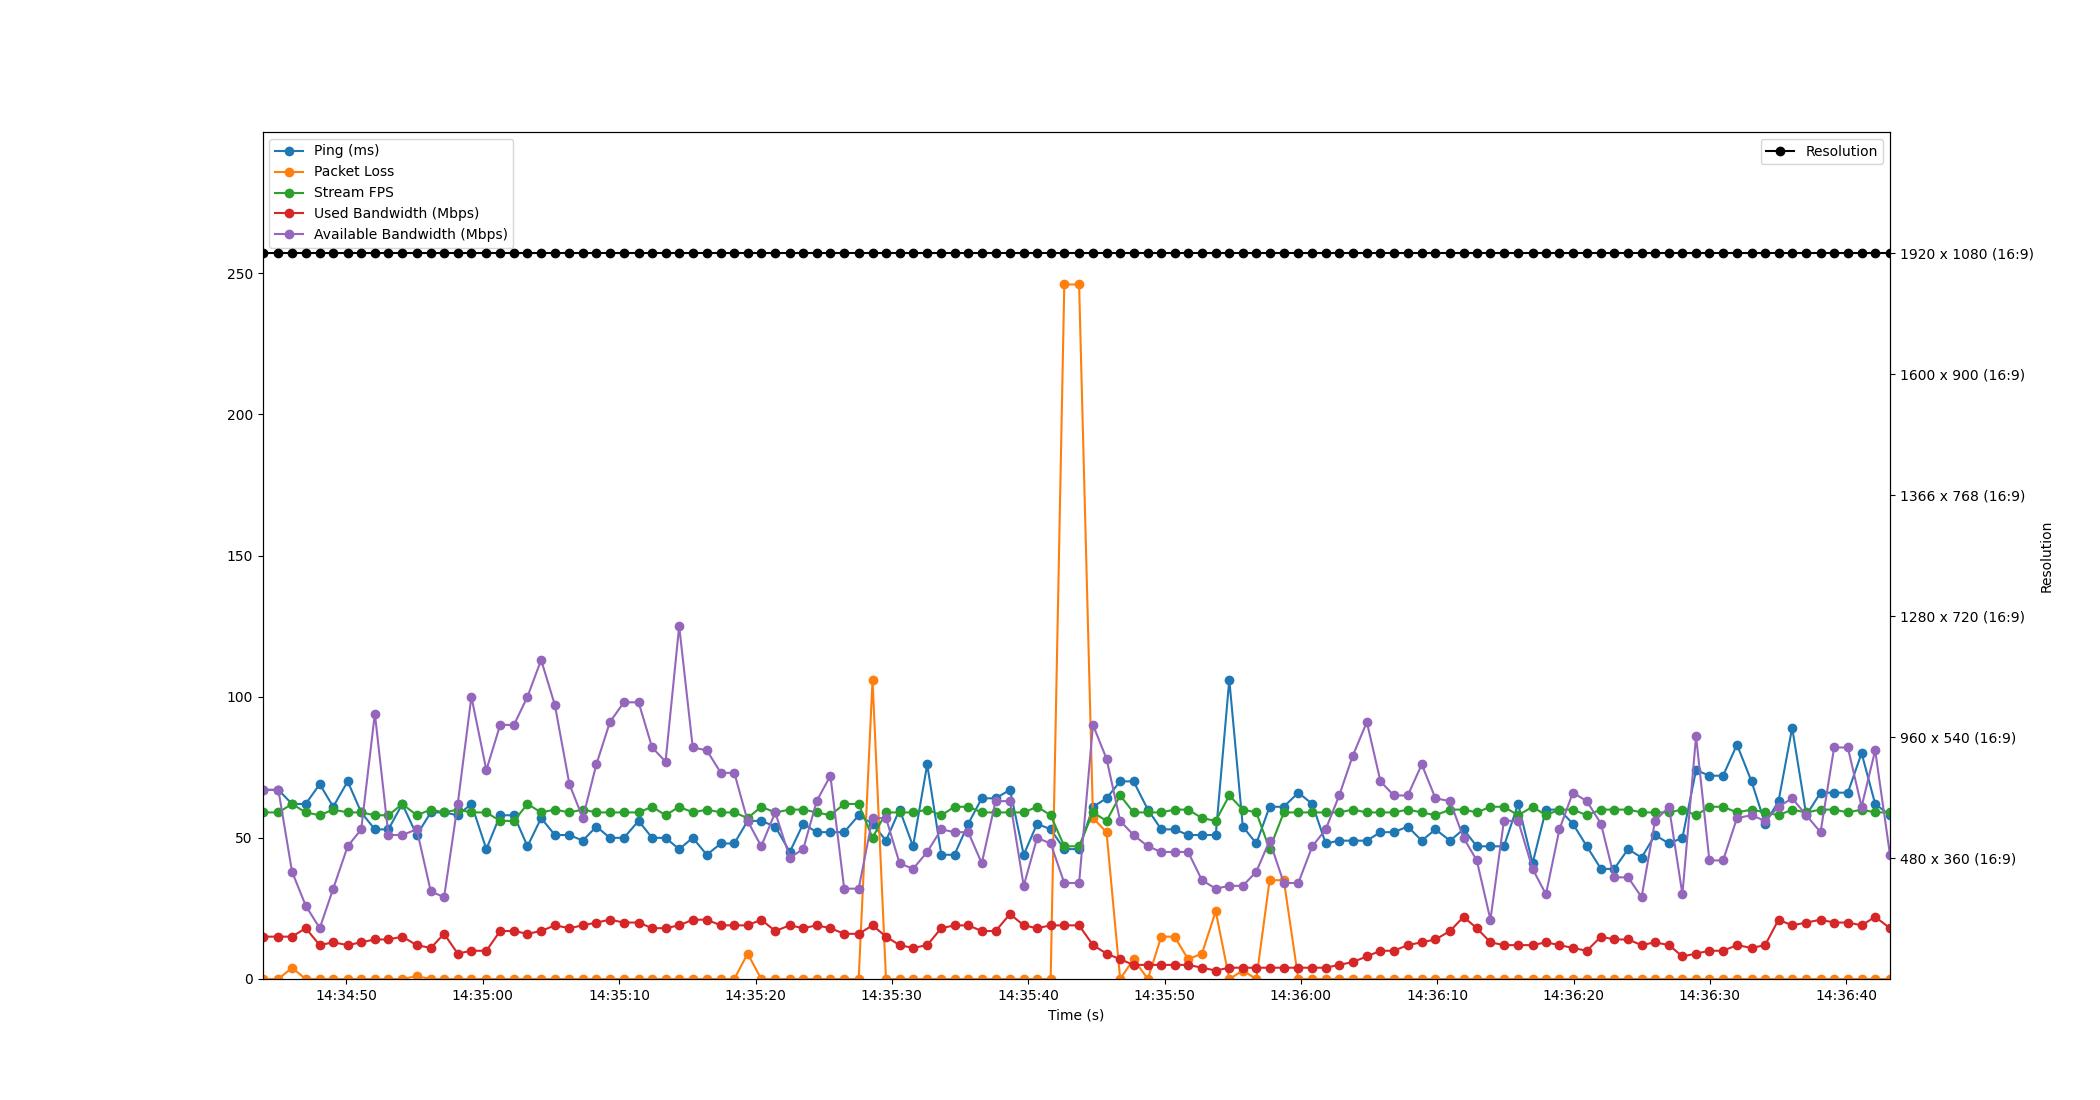 Ping (ms)
Packet Loss
Stream FPS
Used Bandwidth (Mbps)
Available Bandwidth (Mbps)
Resolution
250
200
150
100
50
0
1920 x 1080 (16:9)
1600 x 900 (16:9)
1366 x 768 (16:9)
1280 x 720 (16:9)
960 x 540 (16:9)
480 x 360 (16:9)
Resolution
14:34:50 14:35:00 14:35:10 14:35:20 14:35:30 14:35:40 14:35:50 14:36:00 14:36:10 14:36:20 14:36:30 14:36:40
Time (s)